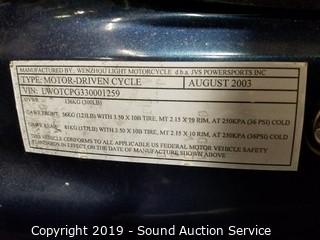 MFG. BY: WENZHOU LIGHT MOTORCYCLE d.b.a. JVS POWERSPORTS INC
TYPE: MOTOR-DRIVEN CYCLE AUGUST 2003
VIN: LWOTCPG330001259
GVWR 136KG (300LB)
GAWR FRONT 56KG (123LB) WITH 3.50 X 10B TIRE, MT 2.15 X 10 RIM, AT 250KPA (36 PSI) COLD
GAWR REAR 81KG (177LB) WITH 3.50 X 10B TIRE, MT 2.15 X 10 RIM, AT 250KPA (36PSI) COLD
THIS VEHICLE CONFORMS TO ALL APPLICABLE US FEDERAL MOTOR VEHICLE SAFETY
STANDARDS IN EFFECT ON THE DATE OF MANUFACTURE SHOWN ABOVE.
Copyright 2019 - Sound Auction Service